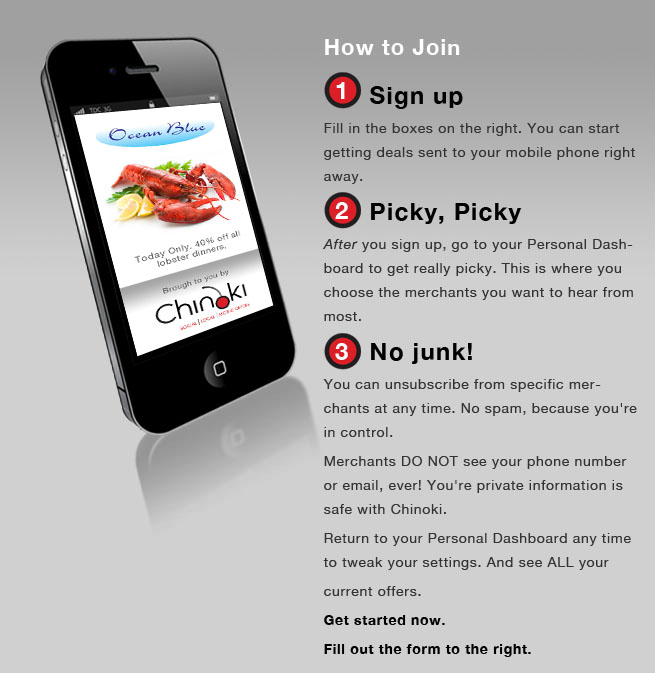 How to Join
1 Sign up
Fill in the boxes on the right. You can start
getting deals sent to your mobile phone right
away.
2 Picky, Picky
After you sign up, go to your Personal Dash-
board to get really picky. This is where you
choose the merchants you want to hear from
most.
3 No junk!
You can unsubscribe from specific mer-
chants at any time. No spam, because you're
in control.
Merchants DO NOT see your phone number
or email, ever! You're private information is
safe with Chinoki.
Return to your Personal Dashboard any time
to tweak your settings. And see ALL your
current offers.
Get started now.
Fill out the form to the right.
TDC 3G
Ocean Blue
Today Only. 40% off all
lobster dinners.
Brough to you by
Chinoki
SOCIAL | LOCAL | MOBILE OFFERS